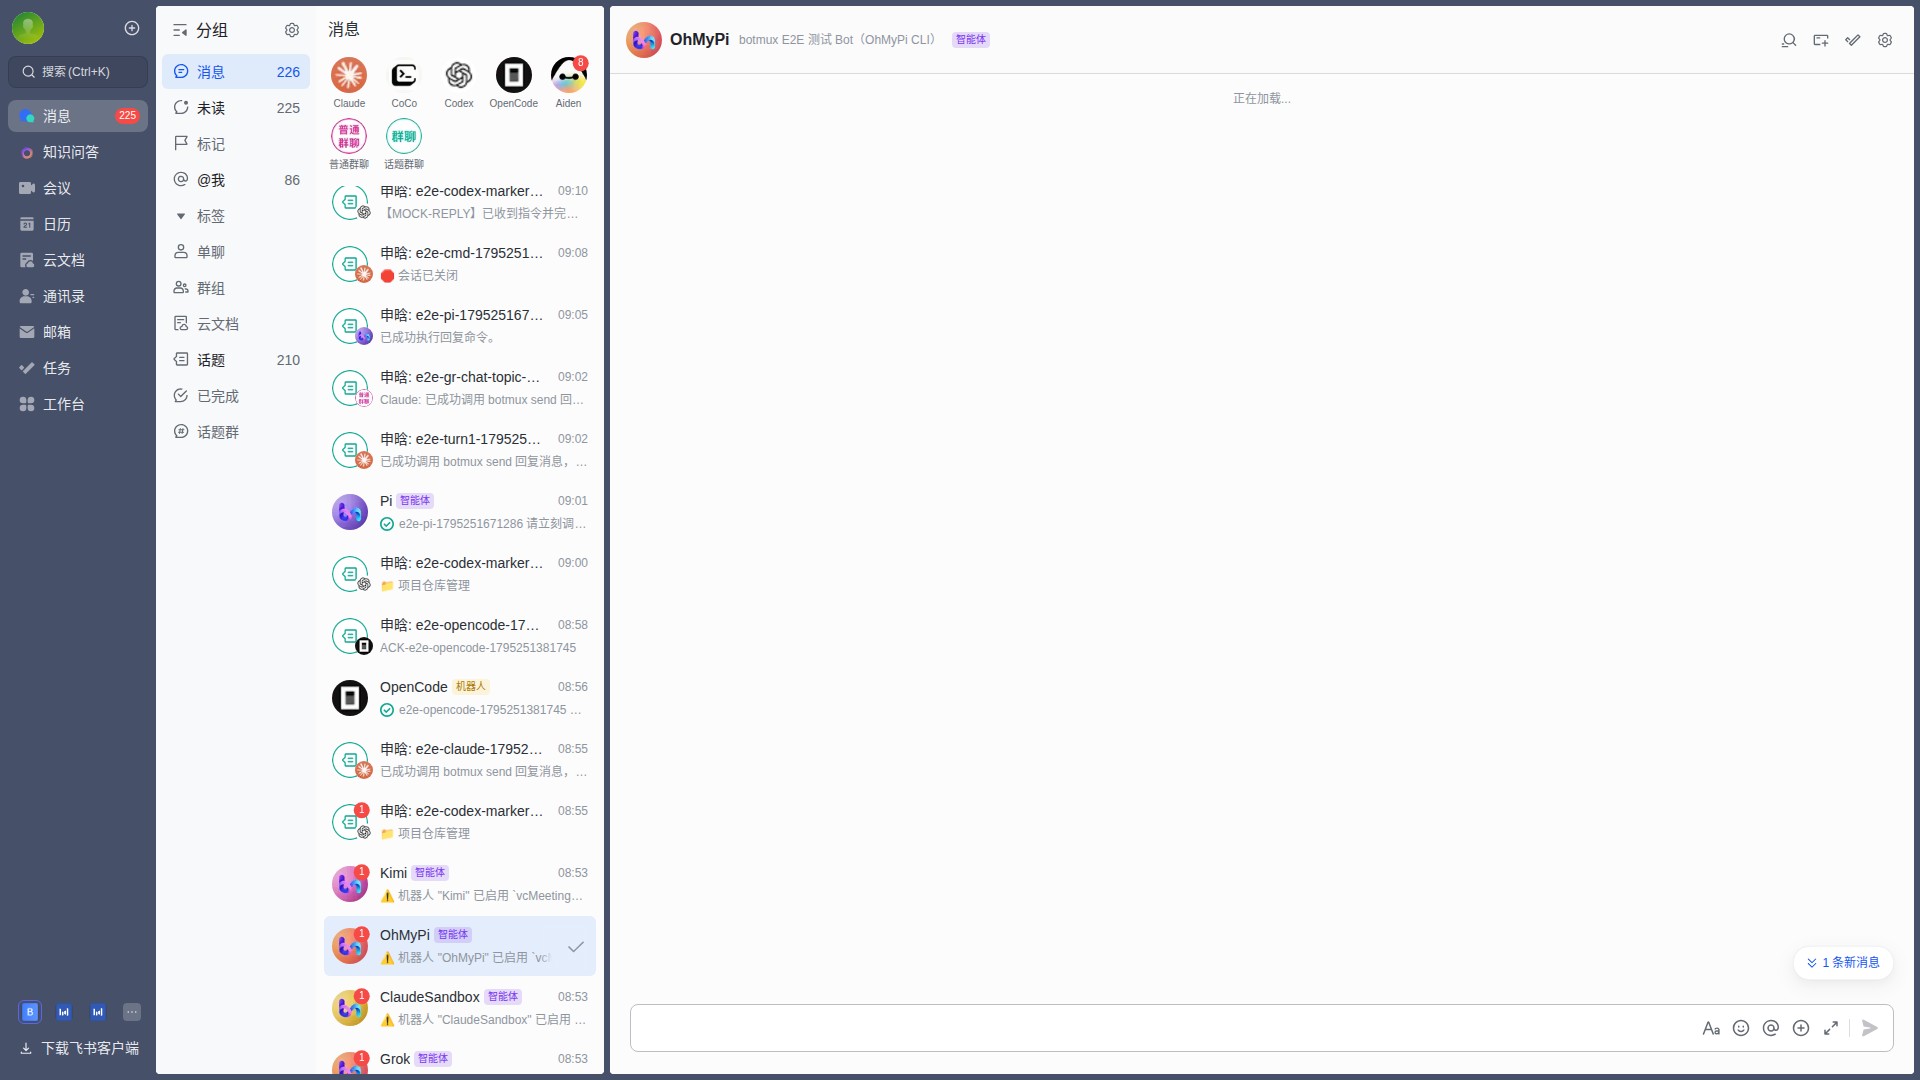 搜索 (Ctrl+K)
消息 225
知识问答
会议
日历
云文档
通讯录
邮箱
任务
工作台
B
下载飞书客户端
分组
消息 226
未读 225
标记
@我 86
标签
单聊
群组
云文档
话题 210
已完成
话题群
消息
8
Claude CoCo Codex OpenCode Aiden
普通群聊 群聊
普通群聊 话题群聊
申晗: e2e-codex-marker... 09:10
【MOCK-REPLY】已收到指令并完...
申晗: e2e-cmd-1795251... 09:08
会话已关闭
申晗: e2e-pi-179525167... 09:05
已成功执行回复命令。
申晗: e2e-gr-chat-topic-... 09:02
Claude: 已成功调用 botmux send 回...
申晗: e2e-turn1-179525... 09:02
已成功调用 botmux send 回复消息，...
Pi 智能体 09:01
e2e-pi-1795251671286 请立刻调...
申晗: e2e-codex-marker... 09:00
项目仓库管理
申晗: e2e-opencode-17... 08:58
ACK-e2e-opencode-1795251381745
OpenCode 机器人 08:56
e2e-opencode-1795251381745 ...
申晗: e2e-claude-17952... 08:55
已成功调用 botmux send 回复消息，...
1 申晗: e2e-codex-marker... 08:55
项目仓库管理
1 Kimi 智能体 08:53
机器人 "Kimi" 已启用 `vcMeeting...
1 OhMyPi 智能体
机器人 "OhMyPi" 已启用 `vc
1 ClaudeSandbox 智能体 08:53
机器人 "ClaudeSandbox" 已启用 ...
1 Grok 智能体 08:53
OhMyPi botmux E2E 测试 Bot（OhMyPi CLI） 智能体
正在加载...
1 条新消息
Aa